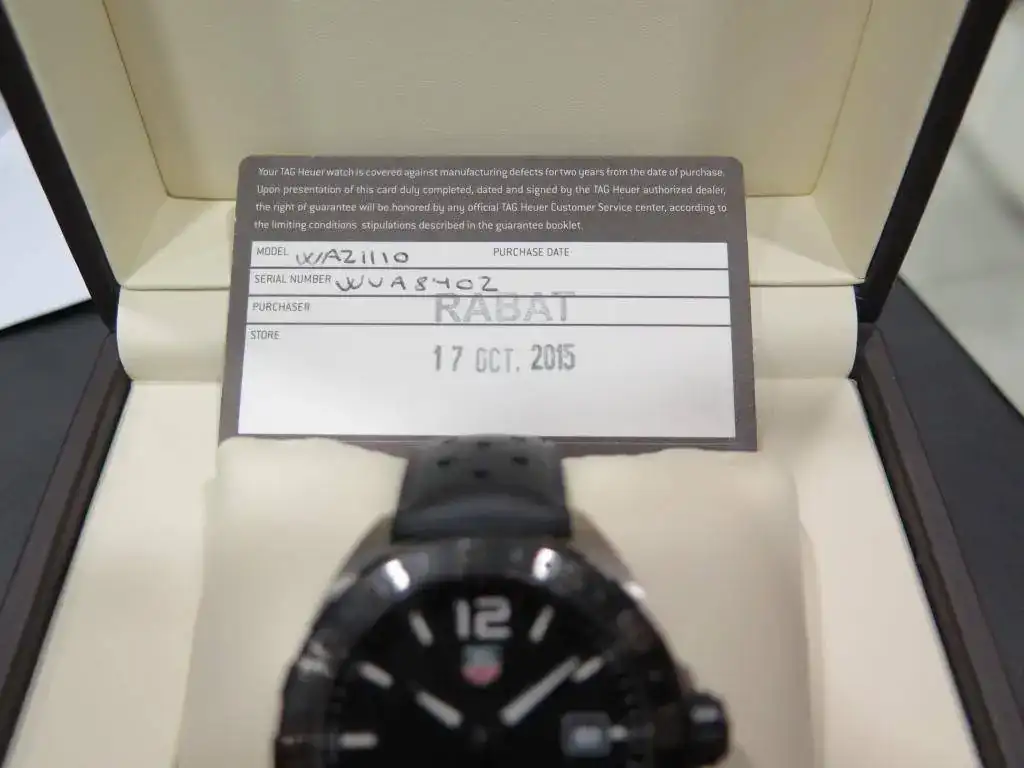 Your TAG Heuer watch is covered against manufacturing defects for two years from the date of purchase.
Upon presentation of this card duly completed, dated and signed by the TAG Heuer authorized dealer,
the right of guarantee will be honored by any official TAG Heuer Customer Service center, according to
the limiting conditions stipulations described in the guarantee booklet.
MODEL WAZ1110 PURCHASE DATE
SERIAL NUMBER WVA8402
PURCHASER
RABAT
STORE
17 OCT. 2015
12